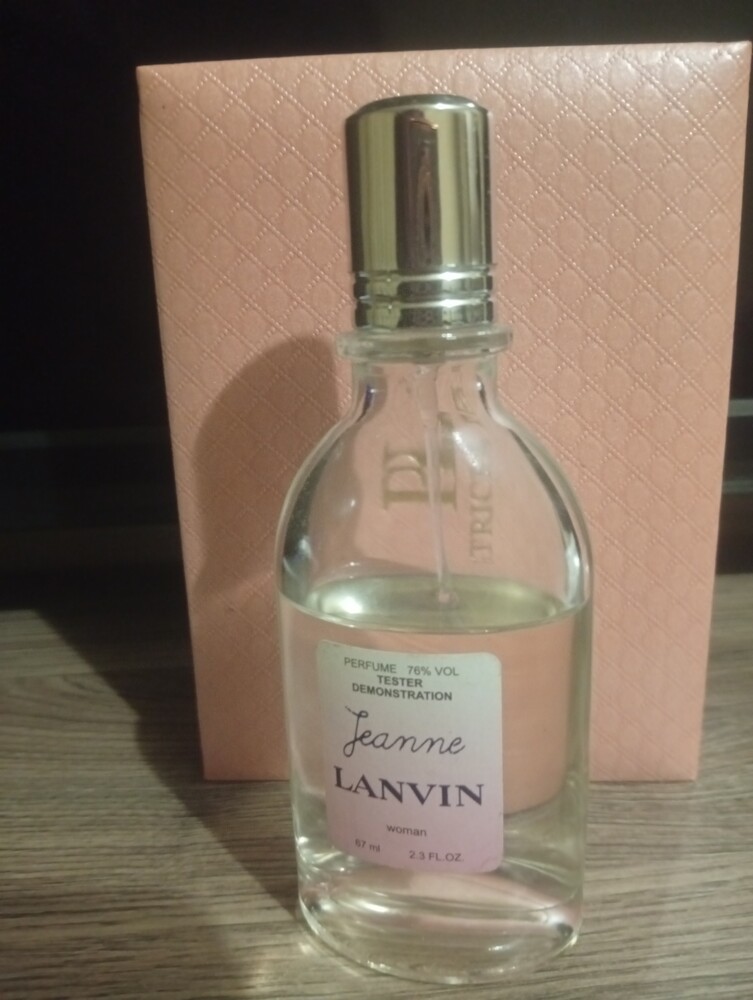 PERFUME 76% VOL
TESTER
DEMONSTRATION
Jeanne
LANVIN
woman
67 ml 2.3 FL.OZ.